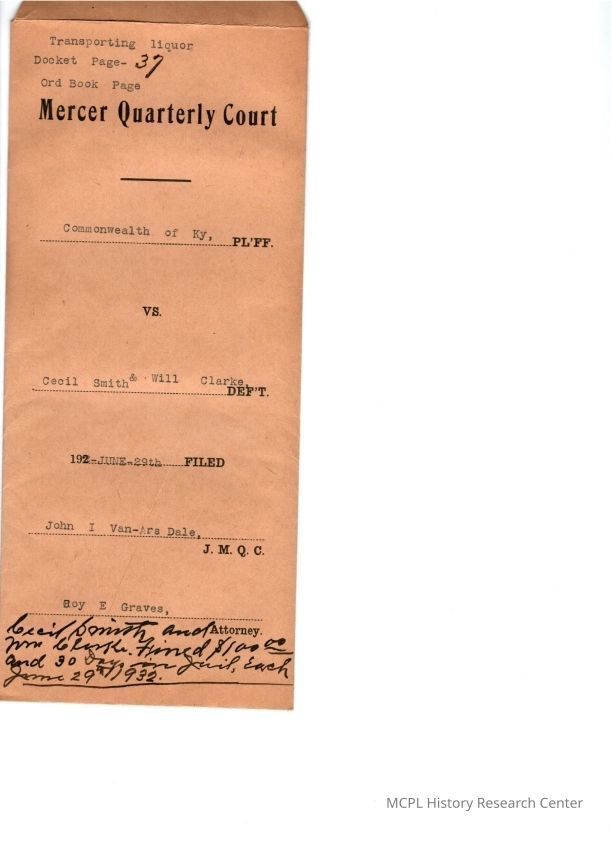 Transporting liquor
Docket Page- 37
Ord Book Page
Mercer Quarterly Court
Commonwealth of Ky, PL'FF.
VS.
Cecil Smith & Will Clarke, DEF'T.
192 -JUNE-29th FILED
John I Van-Ars Dale,
J. M. Q. C.
Roy E Graves,
Attorney.
Cecil Smith and
Wm Clarke. Fined $100.00
and 30 Days in Jail, Each
June 29th 1932.
MCPL History Research Center